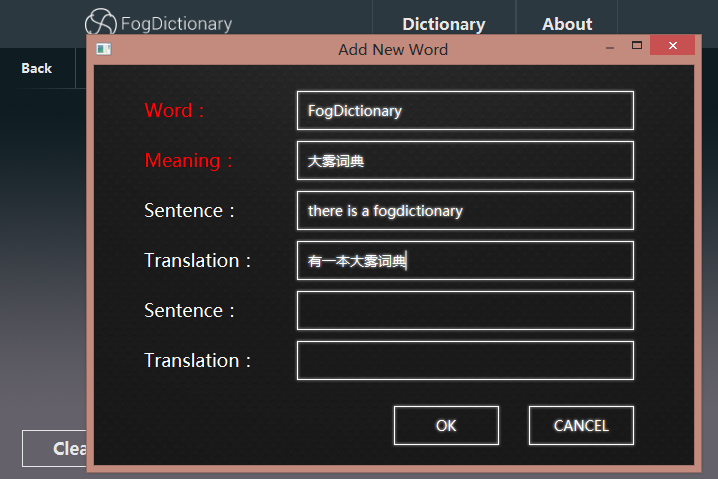 FogDictionary
Dictionary
About
Add New Word
Back
Word :
FogDictionary
Meaning :
大雾词典
Sentence :
there is a fogdictionary
Translation :
有一本大雾词典
Sentence :
Translation :
OK
CANCEL
Clea